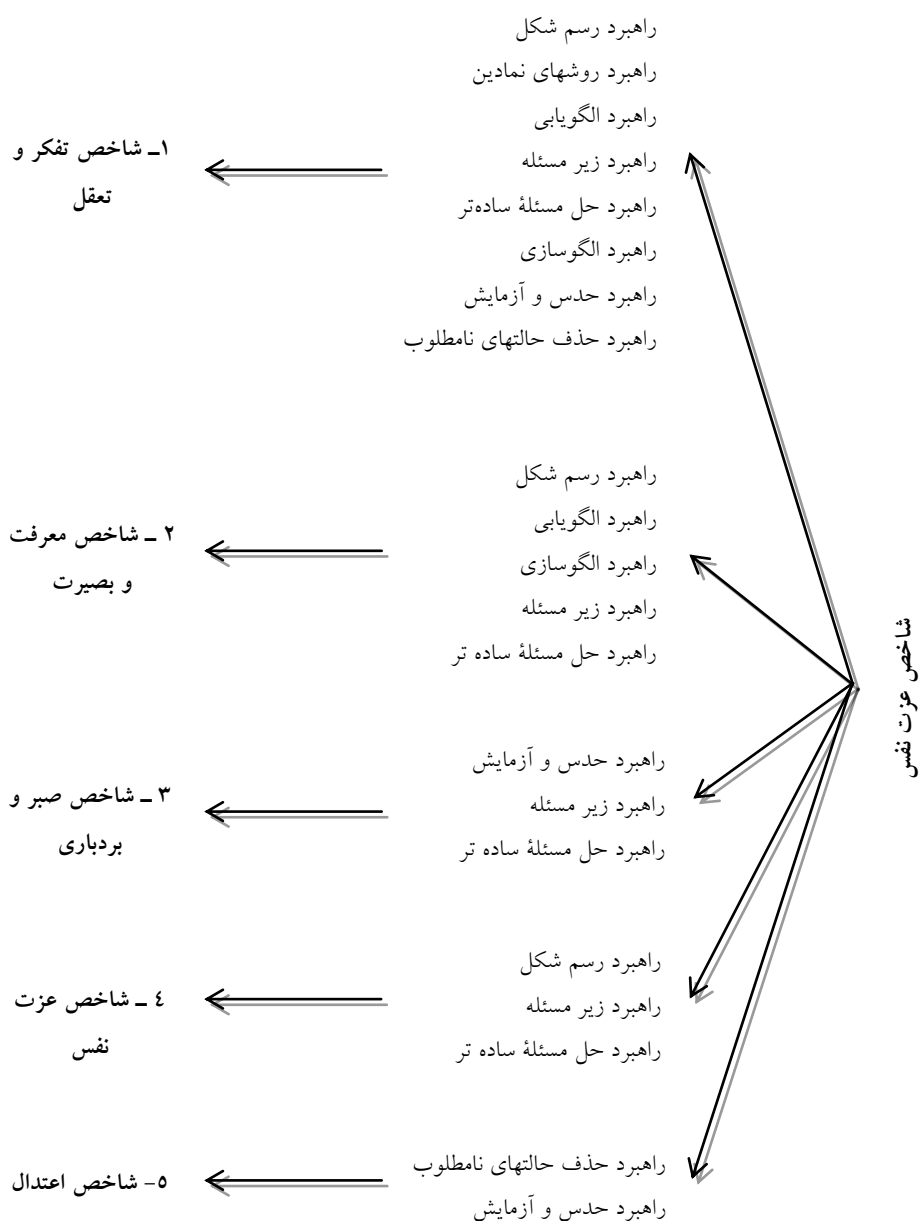 شاخص عزت نفس
راهبرد رسم شکل
راهبرد روشهای نمادین
راهبرد الگویابی
راهبرد زیر مسئله
راهبرد حل مسئلهٔ ساده‌تر
راهبرد الگوسازی
راهبرد حدس و آزمایش
راهبرد حذف حالتهای نامطلوب
۱ــ شاخص تفکر و
تعقل
راهبرد رسم شکل
راهبرد الگویابی
راهبرد الگوسازی
راهبرد زیر مسئله
راهبرد حل مسئلهٔ ساده تر
۲ ــ شاخص معرفت
و بصیرت
راهبرد حدس و آزمایش
راهبرد زیر مسئله
راهبرد حل مسئلهٔ ساده تر
۳ ــ شاخص صبر و
بردباری
راهبرد رسم شکل
راهبرد زیر مسئله
راهبرد حل مسئلهٔ ساده تر
٤ ــ شاخص عزت
نفس
راهبرد حذف حالتهای نامطلوب
راهبرد حدس و آزمایش
٥- شاخص اعتدال